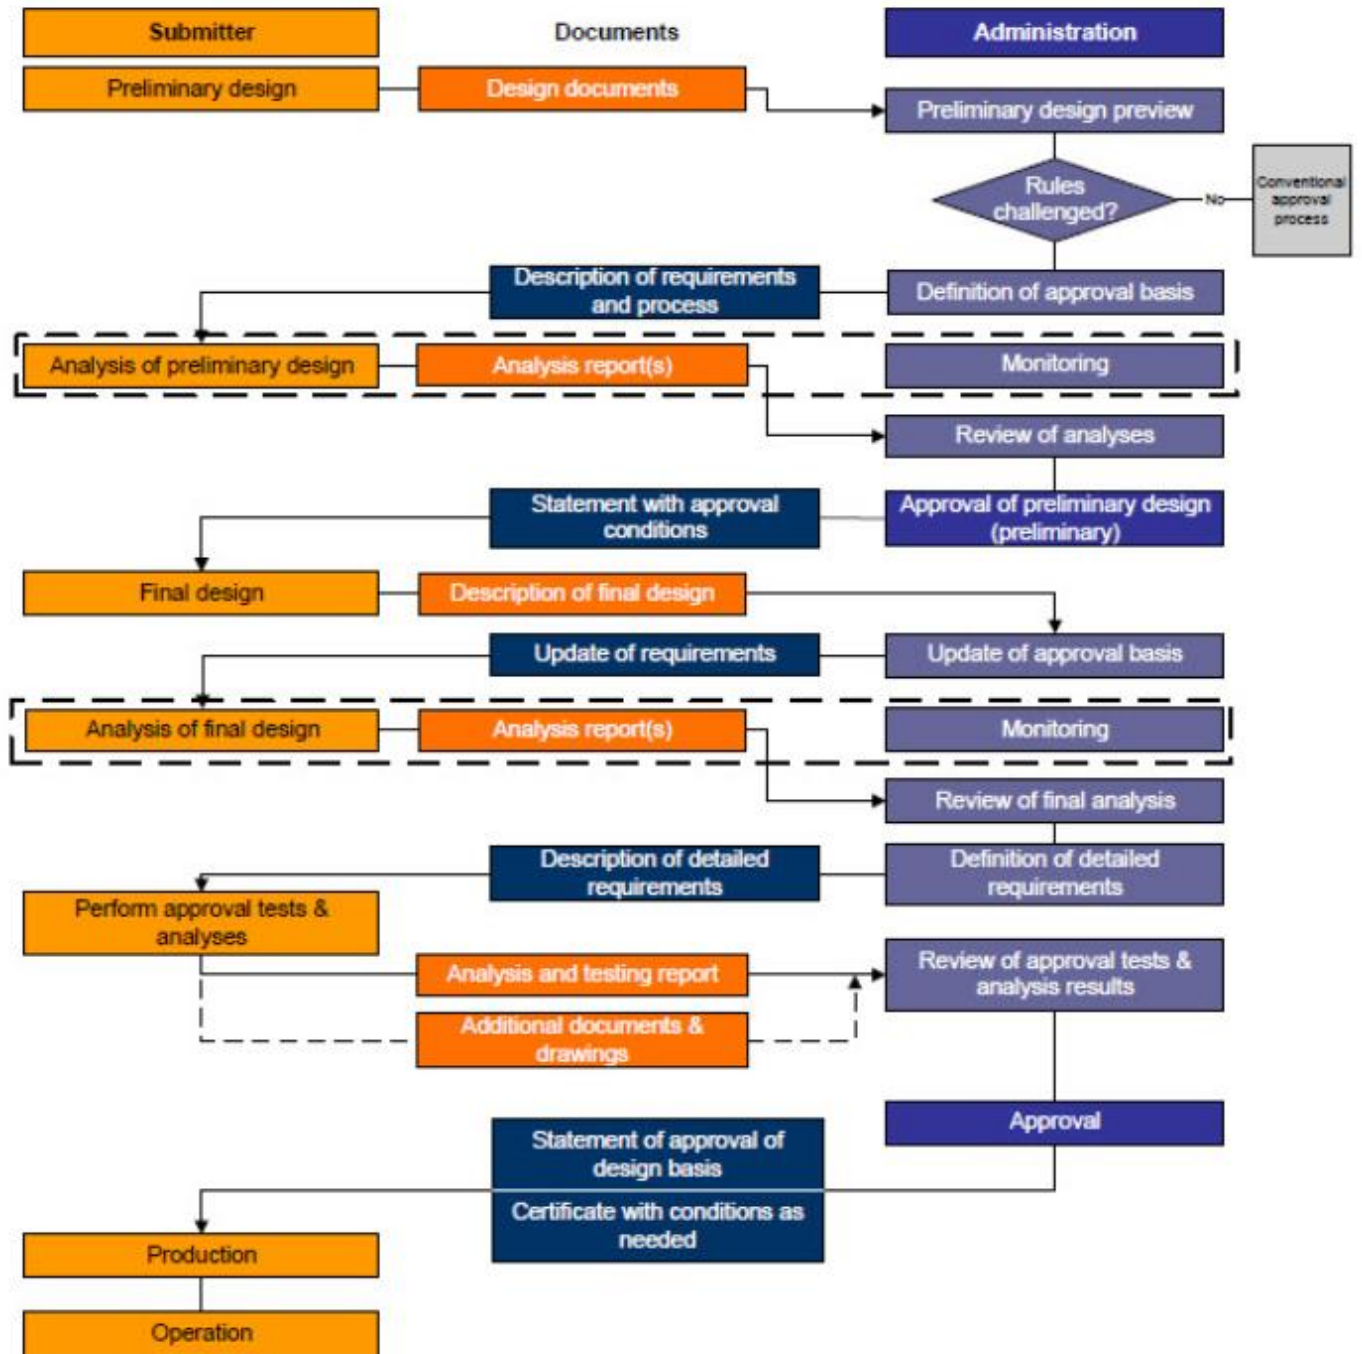 Submitter
Documents
Administration
Preliminary design
Design documents
Preliminary design preview
Rules
challenged?
No
Conventional
approval
process
Description of requirements
and process
Definition of approval basis
Analysis of preliminary design
Analysis report(s)
Monitoring
Review of analyses
Statement with approval
conditions
Approval of preliminary design
(preliminary)
Final design
Description of final design
Update of requirements
Update of approval basis
Analysis of final design
Analysis report(s)
Monitoring
Review of final analysis
Description of detailed
requirements
Definition of detailed
requirements
Perform approval tests &
analyses
Analysis and testing report
Review of approval tests &
analysis results
Additional documents &
drawings
Approval
Statement of approval of
design basis
Certificate with conditions as
needed
Production
Operation